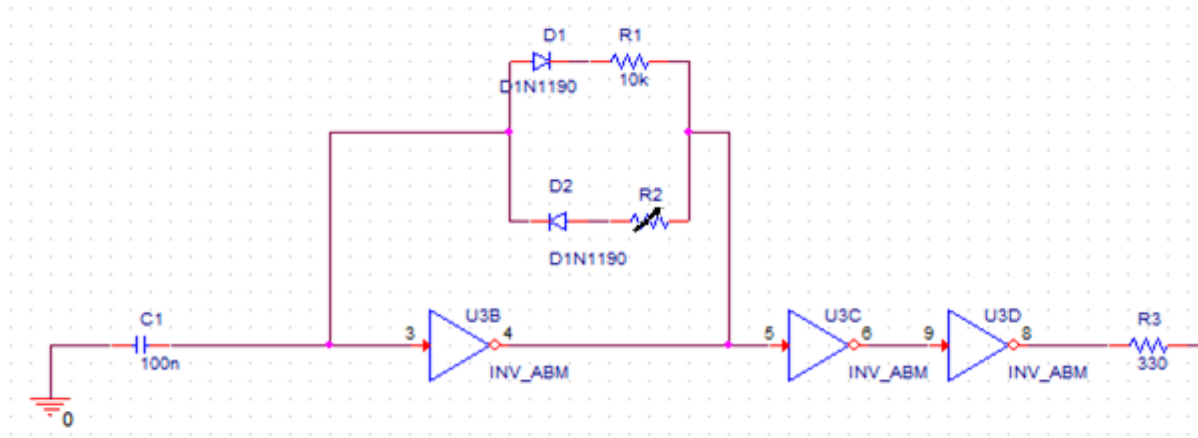 D1 R1
D1N1190 10k
D2 R2
D1N1190
C1 U3B U3C U3D R3
3 4 5 6 9 8
100n INV_ABM INV_ABM INV_ABM 330
0